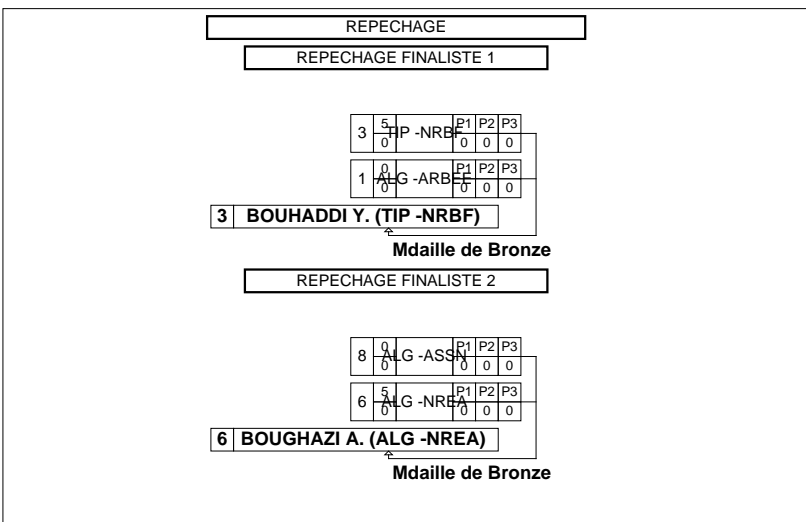 REPECHAGE
REPECHAGE FINALISTE 1
3 5 TIP -NRBF P1 P2 P3
0 0 0 0
1 0 ALG -ARBEE P1 P2 P3
0 0 0 0
3 BOUHADDI Y. (TIP -NRBF)
Mdaille de Bronze
REPECHAGE FINALISTE 2
8 0 ALG -ASSN P1 P2 P3
0 0 0 0
6 5 ALG -NREA P1 P2 P3
0 0 0 0
6 BOUGHAZI A. (ALG -NREA)
Mdaille de Bronze